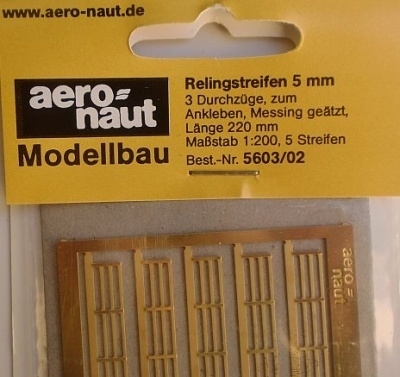 www.aero-naut.de
aero=
naut
Modellbau
Relingstreifen 5 mm
3 Durchzüge, zum
Ankleben, Messing geätzt,
Länge 220 mm
Maßstab 1:200, 5 Streifen
Best.-Nr. 5603/02
aero=
naut